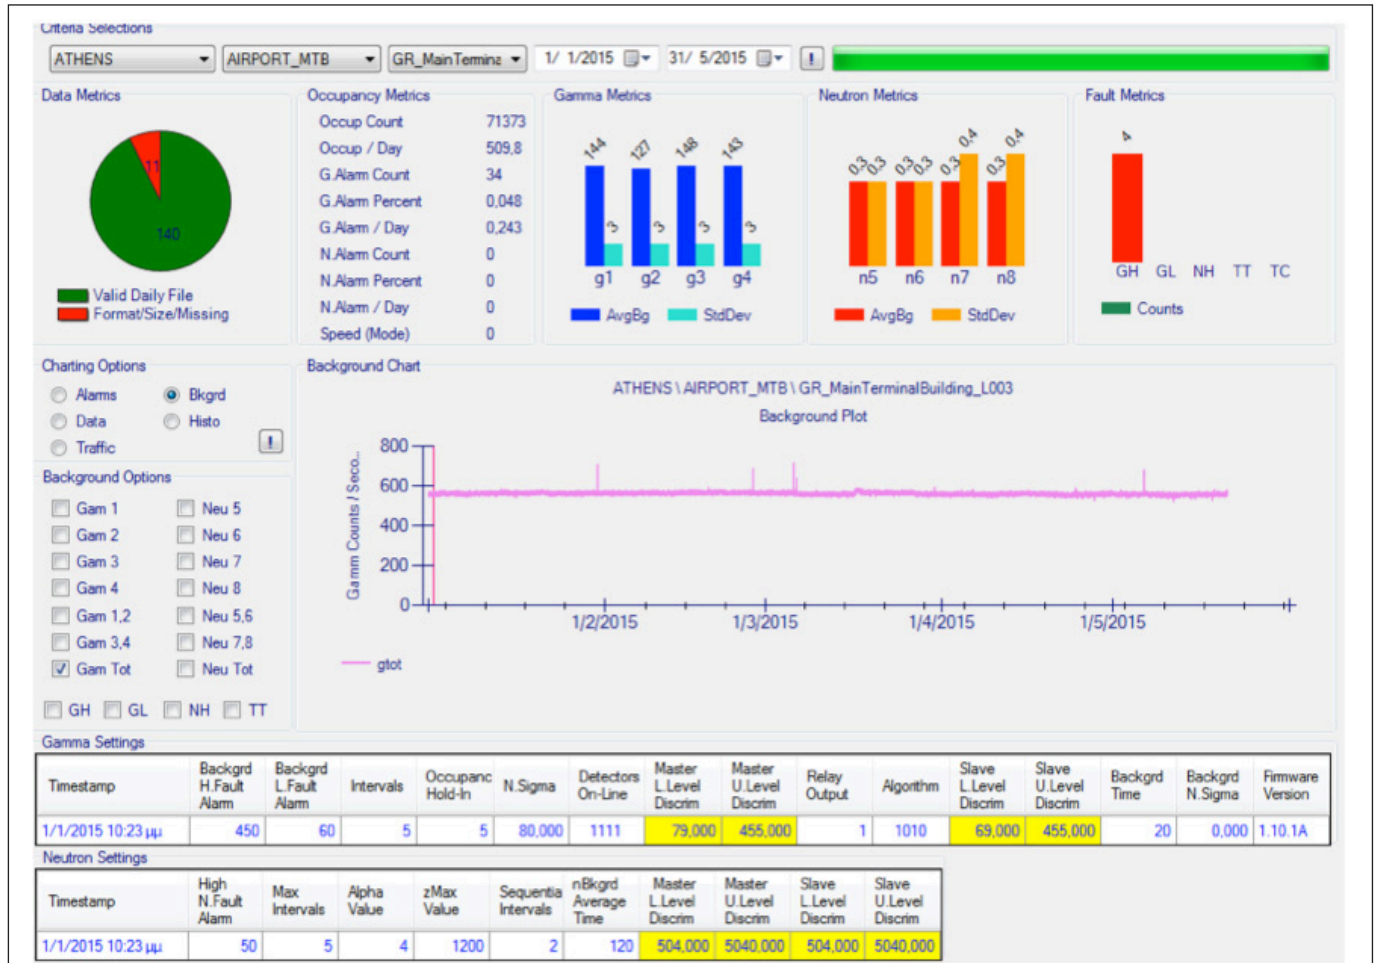 Criteria Selections
ATHENS AIRPORT_MTB GR_MainTermina 1/ 1/2015 31/ 5/2015 !
Data Metrics Occupancy Metrics Gamma Metrics Neutron Metrics Fault Metrics
11
140
Valid Daily File
Format/Size/Missing
Occup Count 71373
Occup / Day 509,8
G.Alarm Count 34
G.Alarm Percent 0,048
G.Alarm / Day 0,243
N.Alarm Count 0
N.Alarm Percent 0
N.Alarm / Day 0
Speed (Mode) 0
144 127 148 143
3 3 3 3
g1 g2 g3 g4
AvgBg StdDev
0,3 0,3 0,3 0,3 0,3 0,4 0,3 0,4
n5 n6 n7 n8
AvgBg StdDev
4
GH GL NH TT TC
Counts
Charting Options
Alarms Bkgrd
Data Histo
Traffic !
Background Options
Gam 1 Neu 5
Gam 2 Neu 6
Gam 3 Neu 7
Gam 4 Neu 8
Gam 1,2 Neu 5,6
Gam 3,4 Neu 7,8
Gam Tot Neu Tot
GH GL NH TT
Background Chart
ATHENS \ AIRPORT_MTB \ GR_MainTerminalBuilding_L003
Background Plot
Gamm Counts / Seco...
800
600
400
200
0
1/2/2015 1/3/2015 1/4/2015 1/5/2015
gtot
Gamma Settings
Timestamp Backgrd H.Fault Alarm Backgrd L.Fault Alarm Intervals Occupanc Hold-In N.Sigma Detectors On-Line Master L.Level Discrim Master U.Level Discrim Relay Output Algorithm Slave L.Level Discrim Slave U.Level Discrim Backgrd Time Backgrd N.Sigma Firmware Version
1/1/2015 10:23 μμ 450 60 5 5 80,000 1111 79,000 455,000 1 1010 69,000 455,000 20 0,000 1.10.1A
Neutron Settings
Timestamp High N.Fault Alarm Max Intervals Alpha Value zMax Value Sequentia Intervals nBkgrd Average Time Master L.Level Discrim Master U.Level Discrim Slave L.Level Discrim Slave U.Level Discrim
1/1/2015 10:23 μμ 50 5 4 1200 2 120 504,000 5040,000 504,000 5040,000